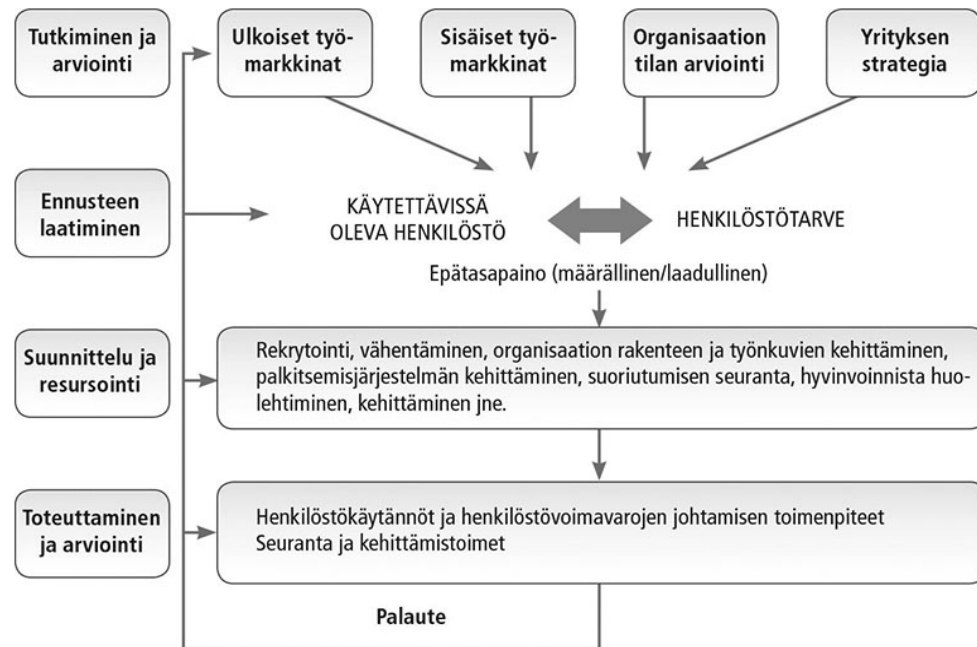 Tutkiminen ja
arviointi
Ulkoiset työ-
markkinat
Sisäiset työ-
markkinat
Organisaation
tilan arviointi
Yrityksen
strategia
Ennusteen
laatiminen
KÄYTETTÄVISSÄ
OLEVA HENKILÖSTÖ
HENKILÖSTÖTARVE
Epätasapaino (määrällinen/laadullinen)
Suunnittelu ja
resursointi
Rekrytointi, vähentäminen, organisaation rakenteen ja työnkuvien kehittäminen,
palkitsemisjärjestelmän kehittäminen, suoriutumisen seuranta, hyvinvoinnista huo-
lehtiminen, kehittäminen jne.
Toteuttaminen
ja arviointi
Henkilöstökäytännöt ja henkilöstövoimavarojen johtamisen toimenpiteet
Seuranta ja kehittämistoimet
Palaute